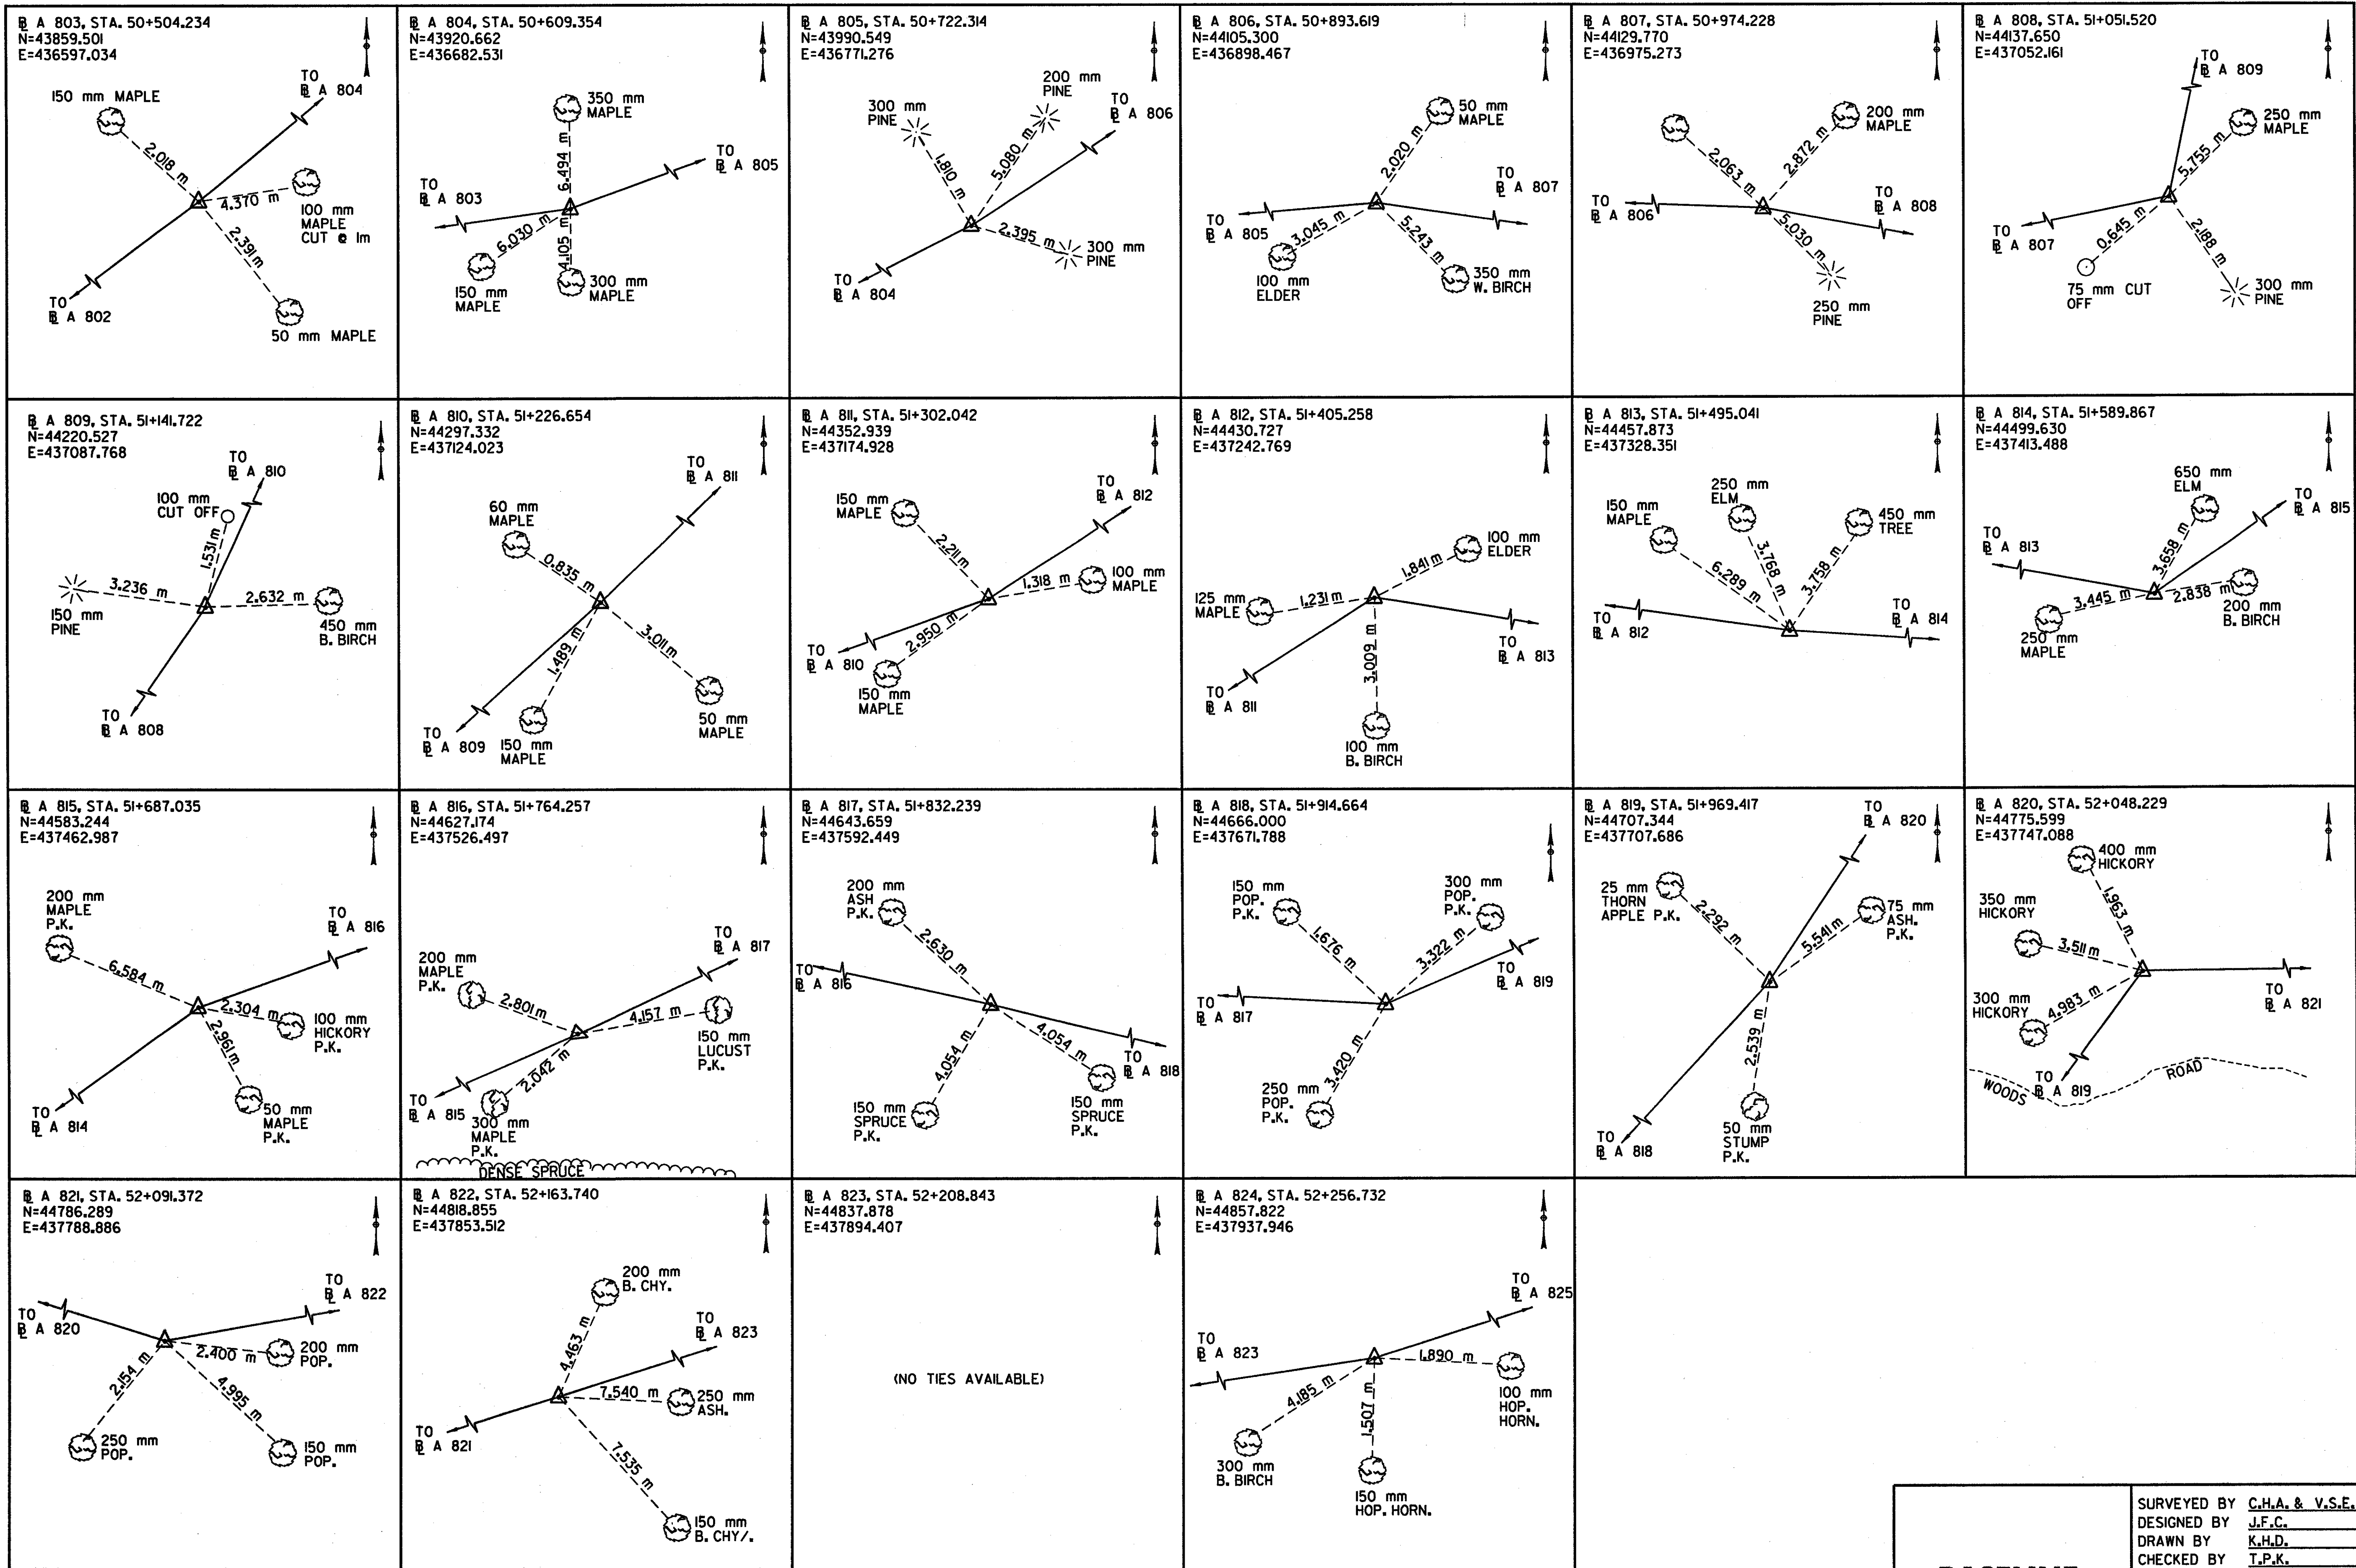 ℄ A 803, STA. 50+504.234
N=43859.501
E=436597.034
TO
℄ A 804
150 mm MAPLE
2.018 m
4.370 m
100 mm
MAPLE
CUT @ 1m
2.391 m
TO
℄ A 802
50 mm MAPLE
℄ A 804, STA. 50+609.354
N=43920.662
E=436682.531
350 mm
MAPLE
6.494 m
TO
℄ A 805
TO
℄ A 803
6.030 m
4.105 m
150 mm
MAPLE
300 mm
MAPLE
℄ A 805, STA. 50+722.314
N=43990.549
E=436771.276
200 mm
PINE
300 mm
PINE
TO
℄ A 806
1.810 m
5.080 m
2.395 m
300 mm
PINE
TO
℄ A 804
℄ A 806, STA. 50+893.619
N=44105.300
E=436898.467
50 mm
MAPLE
2.020 m
TO
℄ A 807
TO
℄ A 805
3.045 m
5.243 m
100 mm
ELDER
350 mm
W. BIRCH
℄ A 807, STA. 50+974.228
N=44129.770
E=436975.273
200 mm
MAPLE
2.063 m
2.872 m
TO
℄ A 806
TO
℄ A 808
5.030 m
250 mm
PINE
℄ A 808, STA. 51+051.520
N=44137.650
E=437052.161
TO
℄ A 809
250 mm
MAPLE
5.755 m
TO
℄ A 807
0.645 m
2.188 m
75 mm CUT
OFF
300 mm
PINE
℄ A 809, STA. 51+141.722
N=44220.527
E=437087.768
TO
℄ A 810
100 mm
CUT OFF
1.531 m
3.236 m
2.632 m
150 mm
PINE
450 mm
B. BIRCH
TO
℄ A 808
℄ A 810, STA. 51+226.654
N=44297.332
E=437124.023
TO
℄ A 811
60 mm
MAPLE
0.835 m
1.489 m
3.011 m
TO
℄ A 809
150 mm
MAPLE
50 mm
MAPLE
℄ A 811, STA. 51+302.042
N=44352.939
E=437174.928
150 mm
MAPLE
TO
℄ A 812
2.211 m
1.318 m
100 mm
MAPLE
TO
℄ A 810
2.950 m
150 mm
MAPLE
℄ A 812, STA. 51+405.258
N=44430.727
E=437242.769
100 mm
ELDER
1.841 m
125 mm
MAPLE
1.231 m
3.009 m
TO
℄ A 813
TO
℄ A 811
100 mm
B. BIRCH
℄ A 813, STA. 51+495.041
N=44457.873
E=437328.351
150 mm
MAPLE
250 mm
ELM
450 mm
TREE
6.289 m
3.768 m
3.758 m
TO
℄ A 812
TO
℄ A 814
℄ A 814, STA. 51+589.867
N=44499.630
E=437413.488
650 mm
ELM
TO
℄ A 815
TO
℄ A 813
3.658 m
3.445 m
2.838 m
250 mm
MAPLE
200 mm
B. BIRCH
℄ A 815, STA. 51+687.035
N=44583.244
E=437462.987
200 mm
MAPLE
P.K.
TO
℄ A 816
6.584 m
2.304 m
100 mm
HICKORY
P.K.
2.961 m
TO
℄ A 814
50 mm
MAPLE
P.K.
℄ A 816, STA. 51+764.257
N=44627.174
E=437526.497
TO
℄ A 817
200 mm
MAPLE
P.K.
2.801 m
4.157 m
150 mm
LUCUST
P.K.
2.042 m
TO
℄ A 815
300 mm
MAPLE
P.K.
DENSE SPRUCE
℄ A 817, STA. 51+832.239
N=44643.659
E=437592.449
200 mm
ASH
P.K.
2.630 m
TO
℄ A 816
4.054 m
4.054 m
TO
℄ A 818
150 mm
SPRUCE
P.K.
150 mm
SPRUCE
P.K.
℄ A 818, STA. 51+914.664
N=44666.000
E=437671.788
150 mm
POP.
P.K.
300 mm
POP.
P.K.
1.676 m
3.322 m
TO
℄ A 819
TO
℄ A 817
3.420 m
250 mm
POP.
P.K.
℄ A 819, STA. 51+969.417
N=44707.344
E=437707.686
TO
℄ A 820
25 mm
THORN
APPLE P.K.
2.292 m
5.541 m
75 mm
ASH.
P.K.
2.539 m
TO
℄ A 818
50 mm
STUMP
P.K.
℄ A 820, STA. 52+048.229
N=44775.599
E=437747.088
400 mm
HICKORY
350 mm
HICKORY
1.963 m
3.511 m
300 mm
HICKORY
4.983 m
TO
℄ A 821
TO
℄ A 819
WOODS
ROAD
℄ A 821, STA. 52+091.372
N=44786.289
E=437788.886
TO
℄ A 822
TO
℄ A 820
2.400 m
200 mm
POP.
2.154 m
4.995 m
250 mm
POP.
150 mm
POP.
℄ A 822, STA. 52+163.740
N=44818.855
E=437853.512
200 mm
B. CHY.
4.463 m
TO
℄ A 823
7.540 m
250 mm
ASH.
TO
℄ A 821
7.535 m
150 mm
B. CHY/.
℄ A 823, STA. 52+208.843
N=44837.878
E=437894.407
(NO TIES AVAILABLE)
℄ A 824, STA. 52+256.732
N=44857.822
E=437937.946
TO
℄ A 825
TO
℄ A 823
1.890 m
4.185 m
1.507 m
100 mm
HOP.
HORN.
300 mm
B. BIRCH
150 mm
HOP. HORN.
SURVEYED BY C.H.A. & V.S.E.
DESIGNED BY J.F.C.
DRAWN BY K.H.D.
CHECKED BY T.P.K.